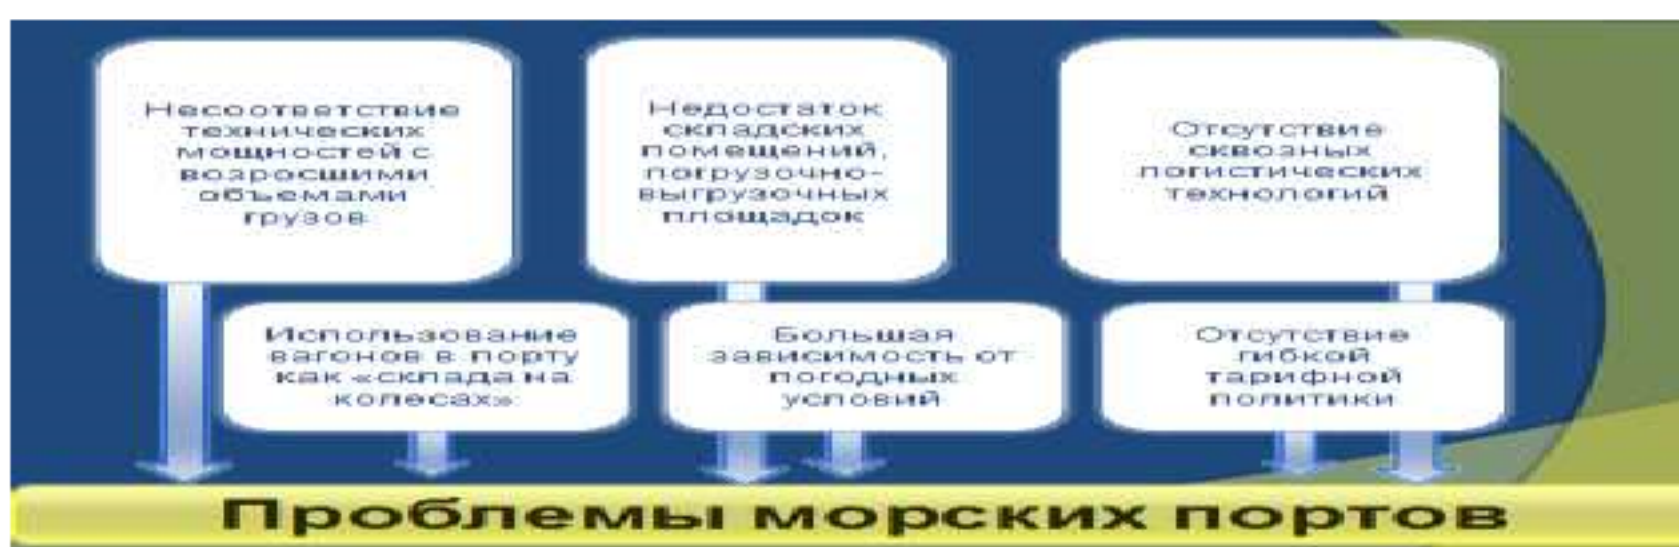 Несоответствие
технических
мощностей с
возросшими
объемами
грузов
Недостаток
складских
помещений,
погрузочно-
выгрузочных
площадок
Отсутствие
сквозных
логистических
технологий
Использование
вагонов в порту
как «склада на
колесах»
Большая
зависимость от
погодных
условий
Отсутствие
гибкой
тарифной
политики
Проблемы морских портов